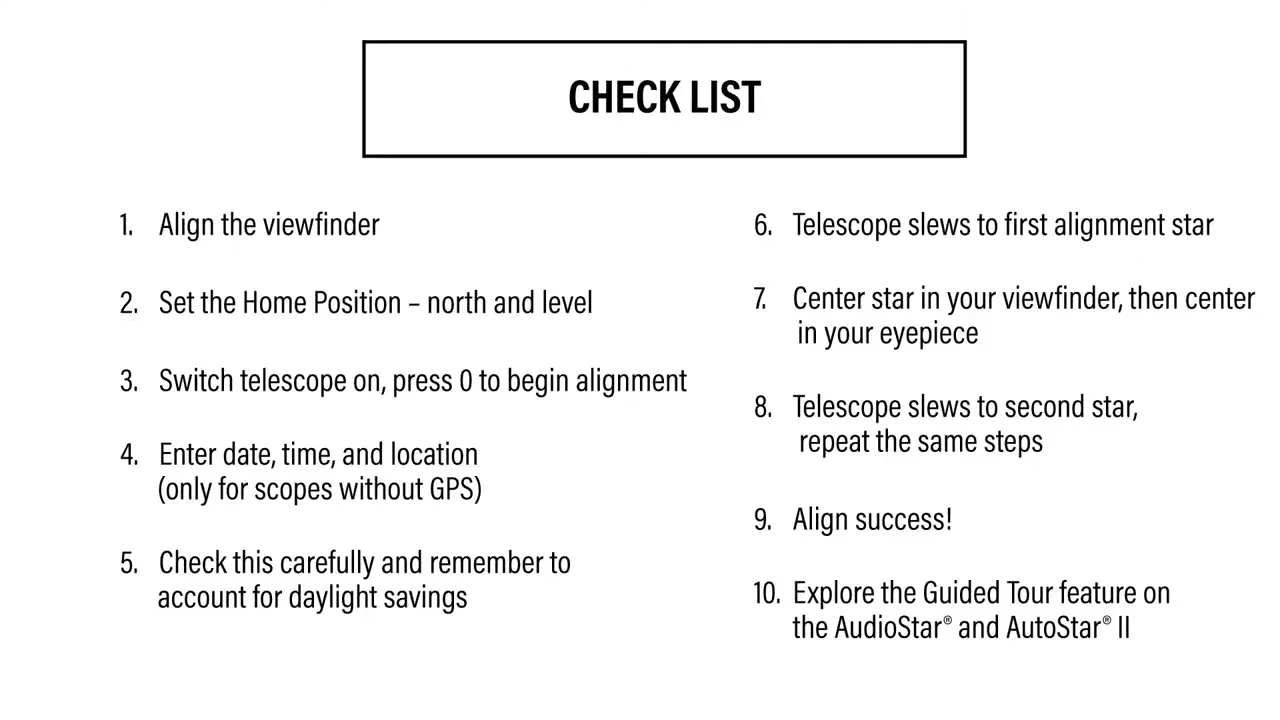 CHECK LIST
1. Align the viewfinder
2. Set the Home Position – north and level
3. Switch telescope on, press 0 to begin alignment
4. Enter date, time, and location
(only for scopes without GPS)
5. Check this carefully and remember to
account for daylight savings
6. Telescope slews to first alignment star
7. Center star in your viewfinder, then center
in your eyepiece
8. Telescope slews to second star,
repeat the same steps
9. Align success!
10. Explore the Guided Tour feature on
the AudioStar® and AutoStar® II